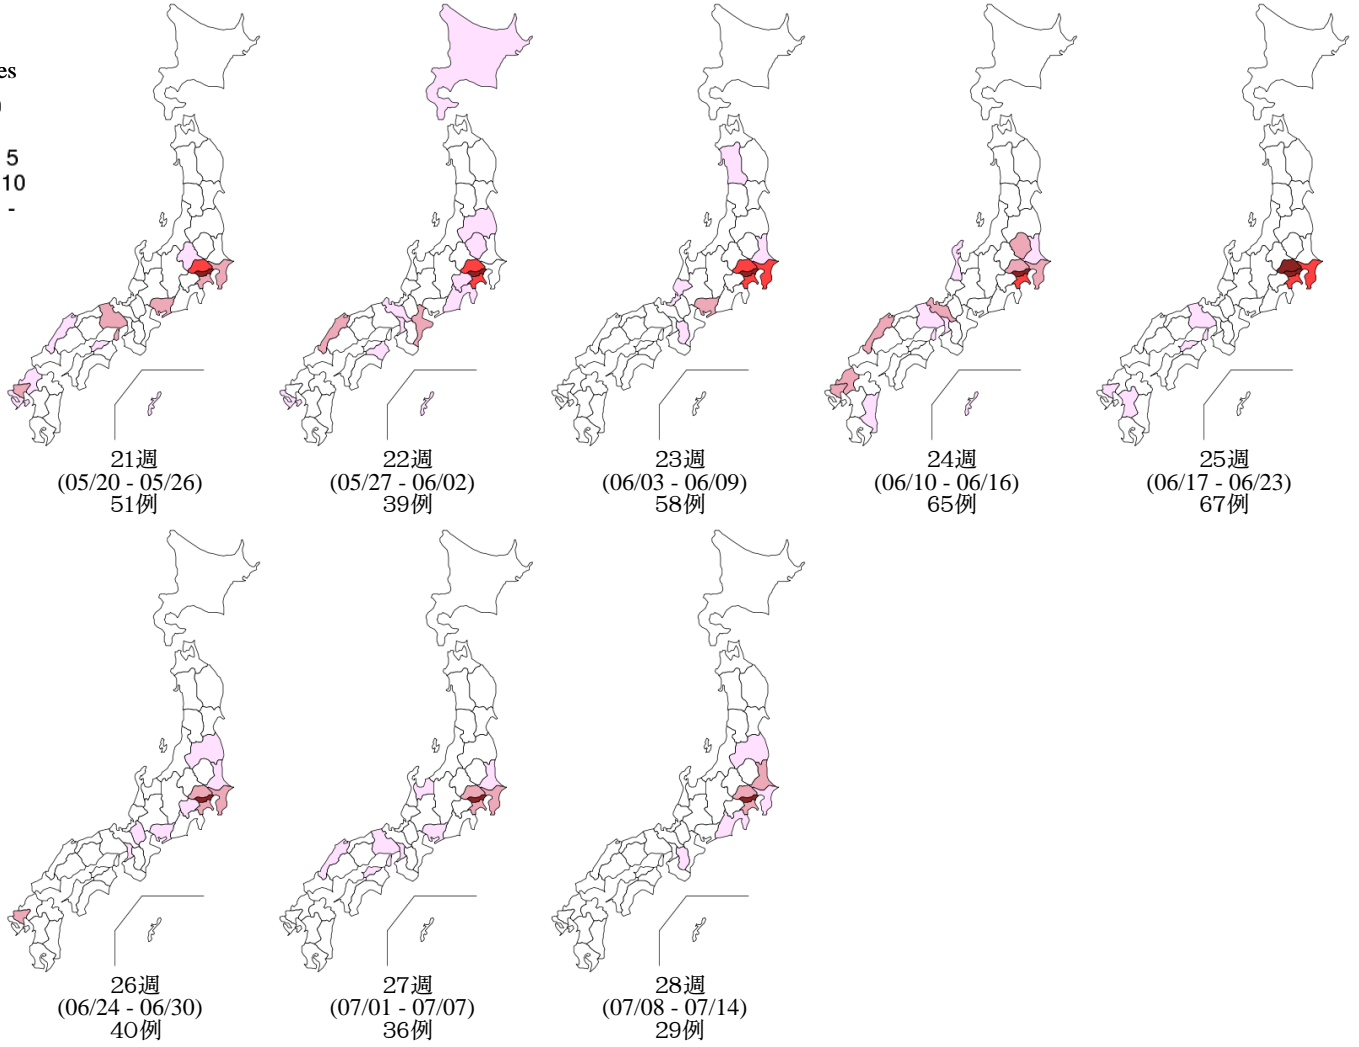 es
5
10
-
21週
(05/20 - 05/26)
51例
22週
(05/27 - 06/02)
39例
23週
(06/03 - 06/09)
58例
24週
(06/10 - 06/16)
65例
25週
(06/17 - 06/23)
67例
26週
(06/24 - 06/30)
40例
27週
(07/01 - 07/07)
36例
28週
(07/08 - 07/14)
29例